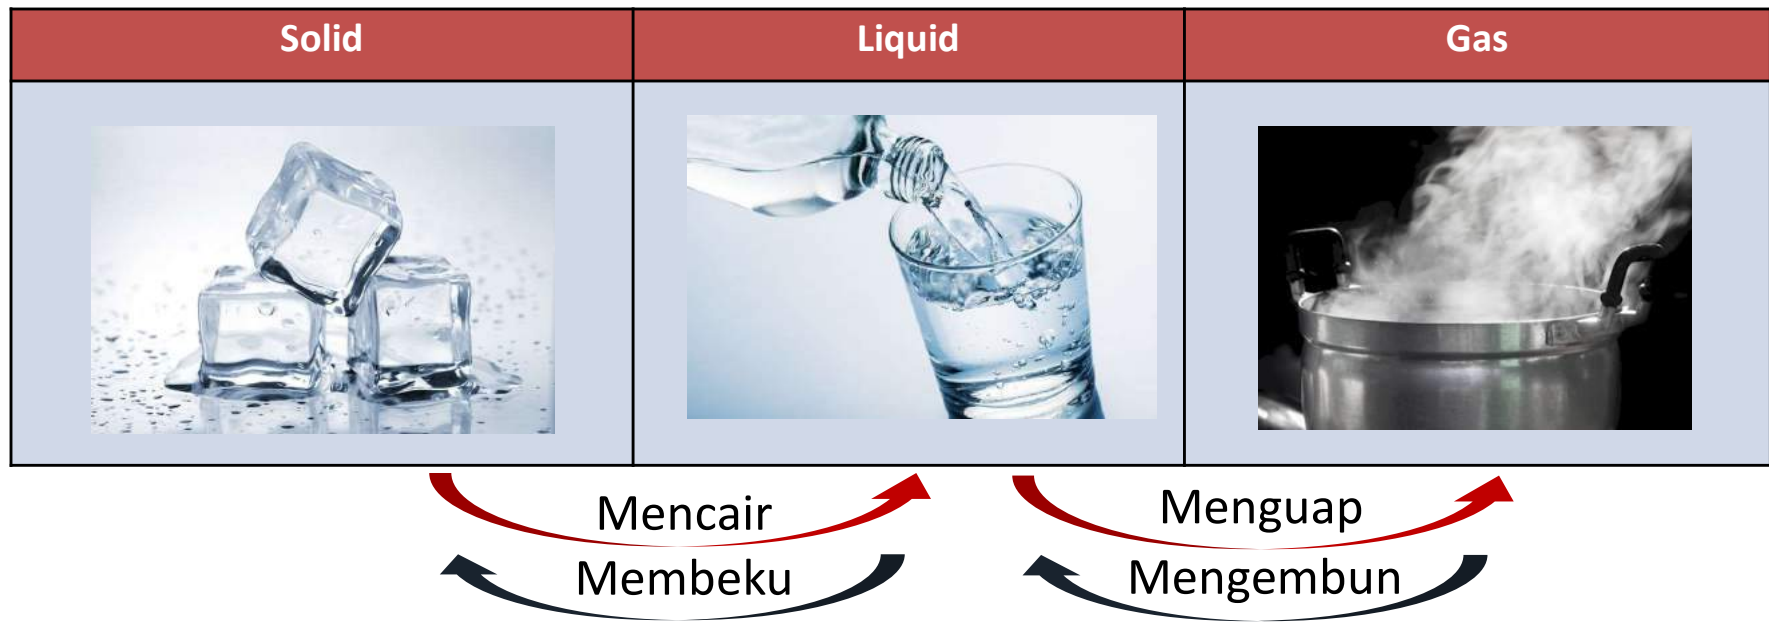 Solid
Liquid
Gas
Mencair
Menguap
Membeku
Mengembun